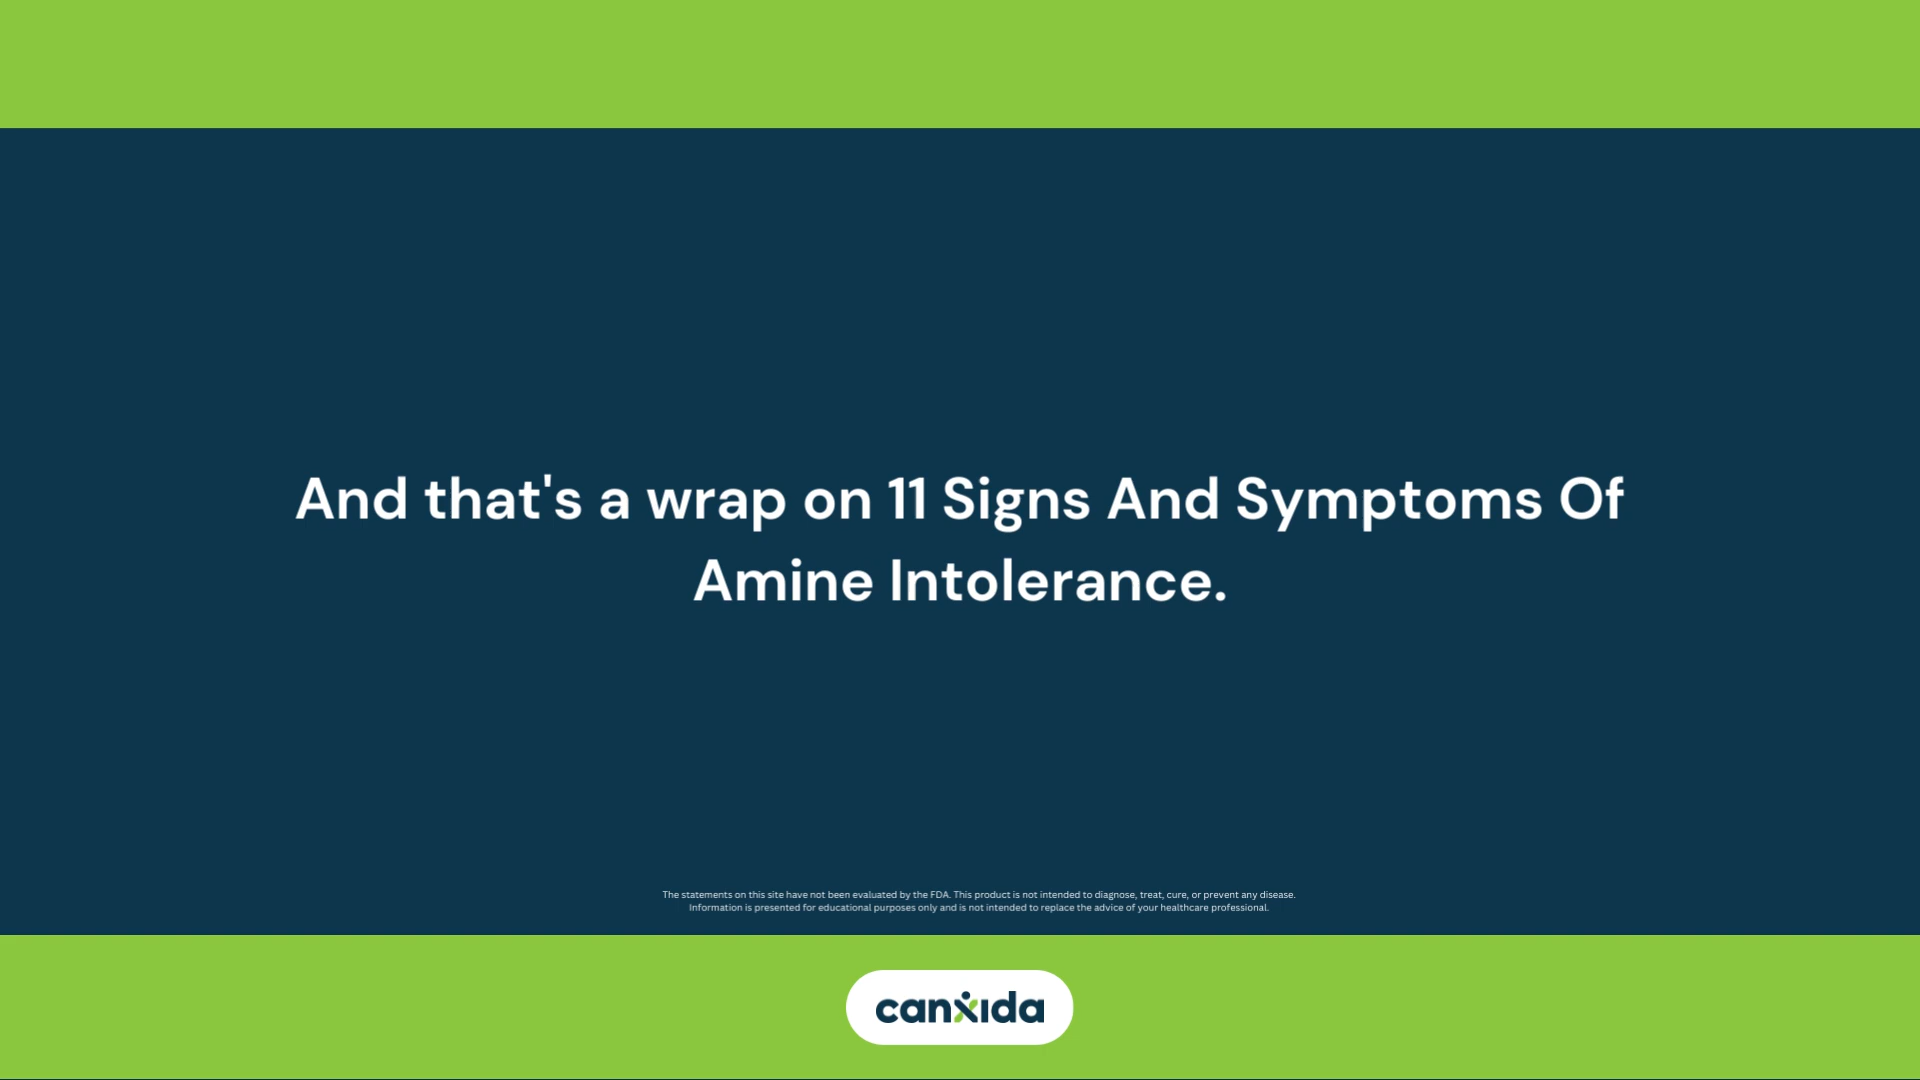 And that's a wrap on 11 Signs And Symptoms Of
Amine Intolerance.
The statements on this site have not been evaluated by the FDA. This product is not intended to diagnose, treat, cure, or prevent any disease.
Information is presented for educational purposes only and is not intended to replace the advice of your healthcare professional.
canxida